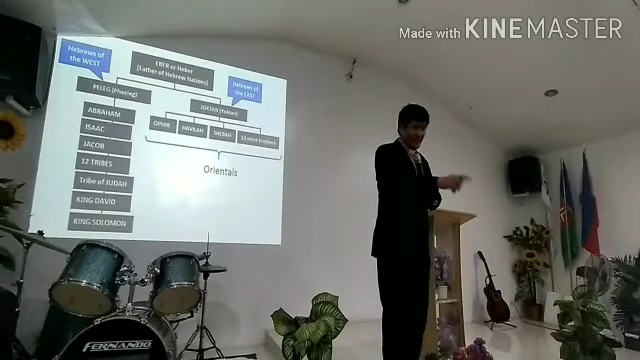 Made with KINEMASTER
Hebrews of
the WEST
EBER or Heber
(Father of Hebrew Nations)
Hebrews of
the EAST
PELEG (Phaeleg)
JOKTAN (Yoktan)
ABRAHAM
OPHIR
HAVILAH
SHEBAH
13 more brothers
ISAAC
JACOB
12 TRIBES
Orientals
Tribe of JUDAH
KING DAVID
KING SOLOMON
FERNANDO